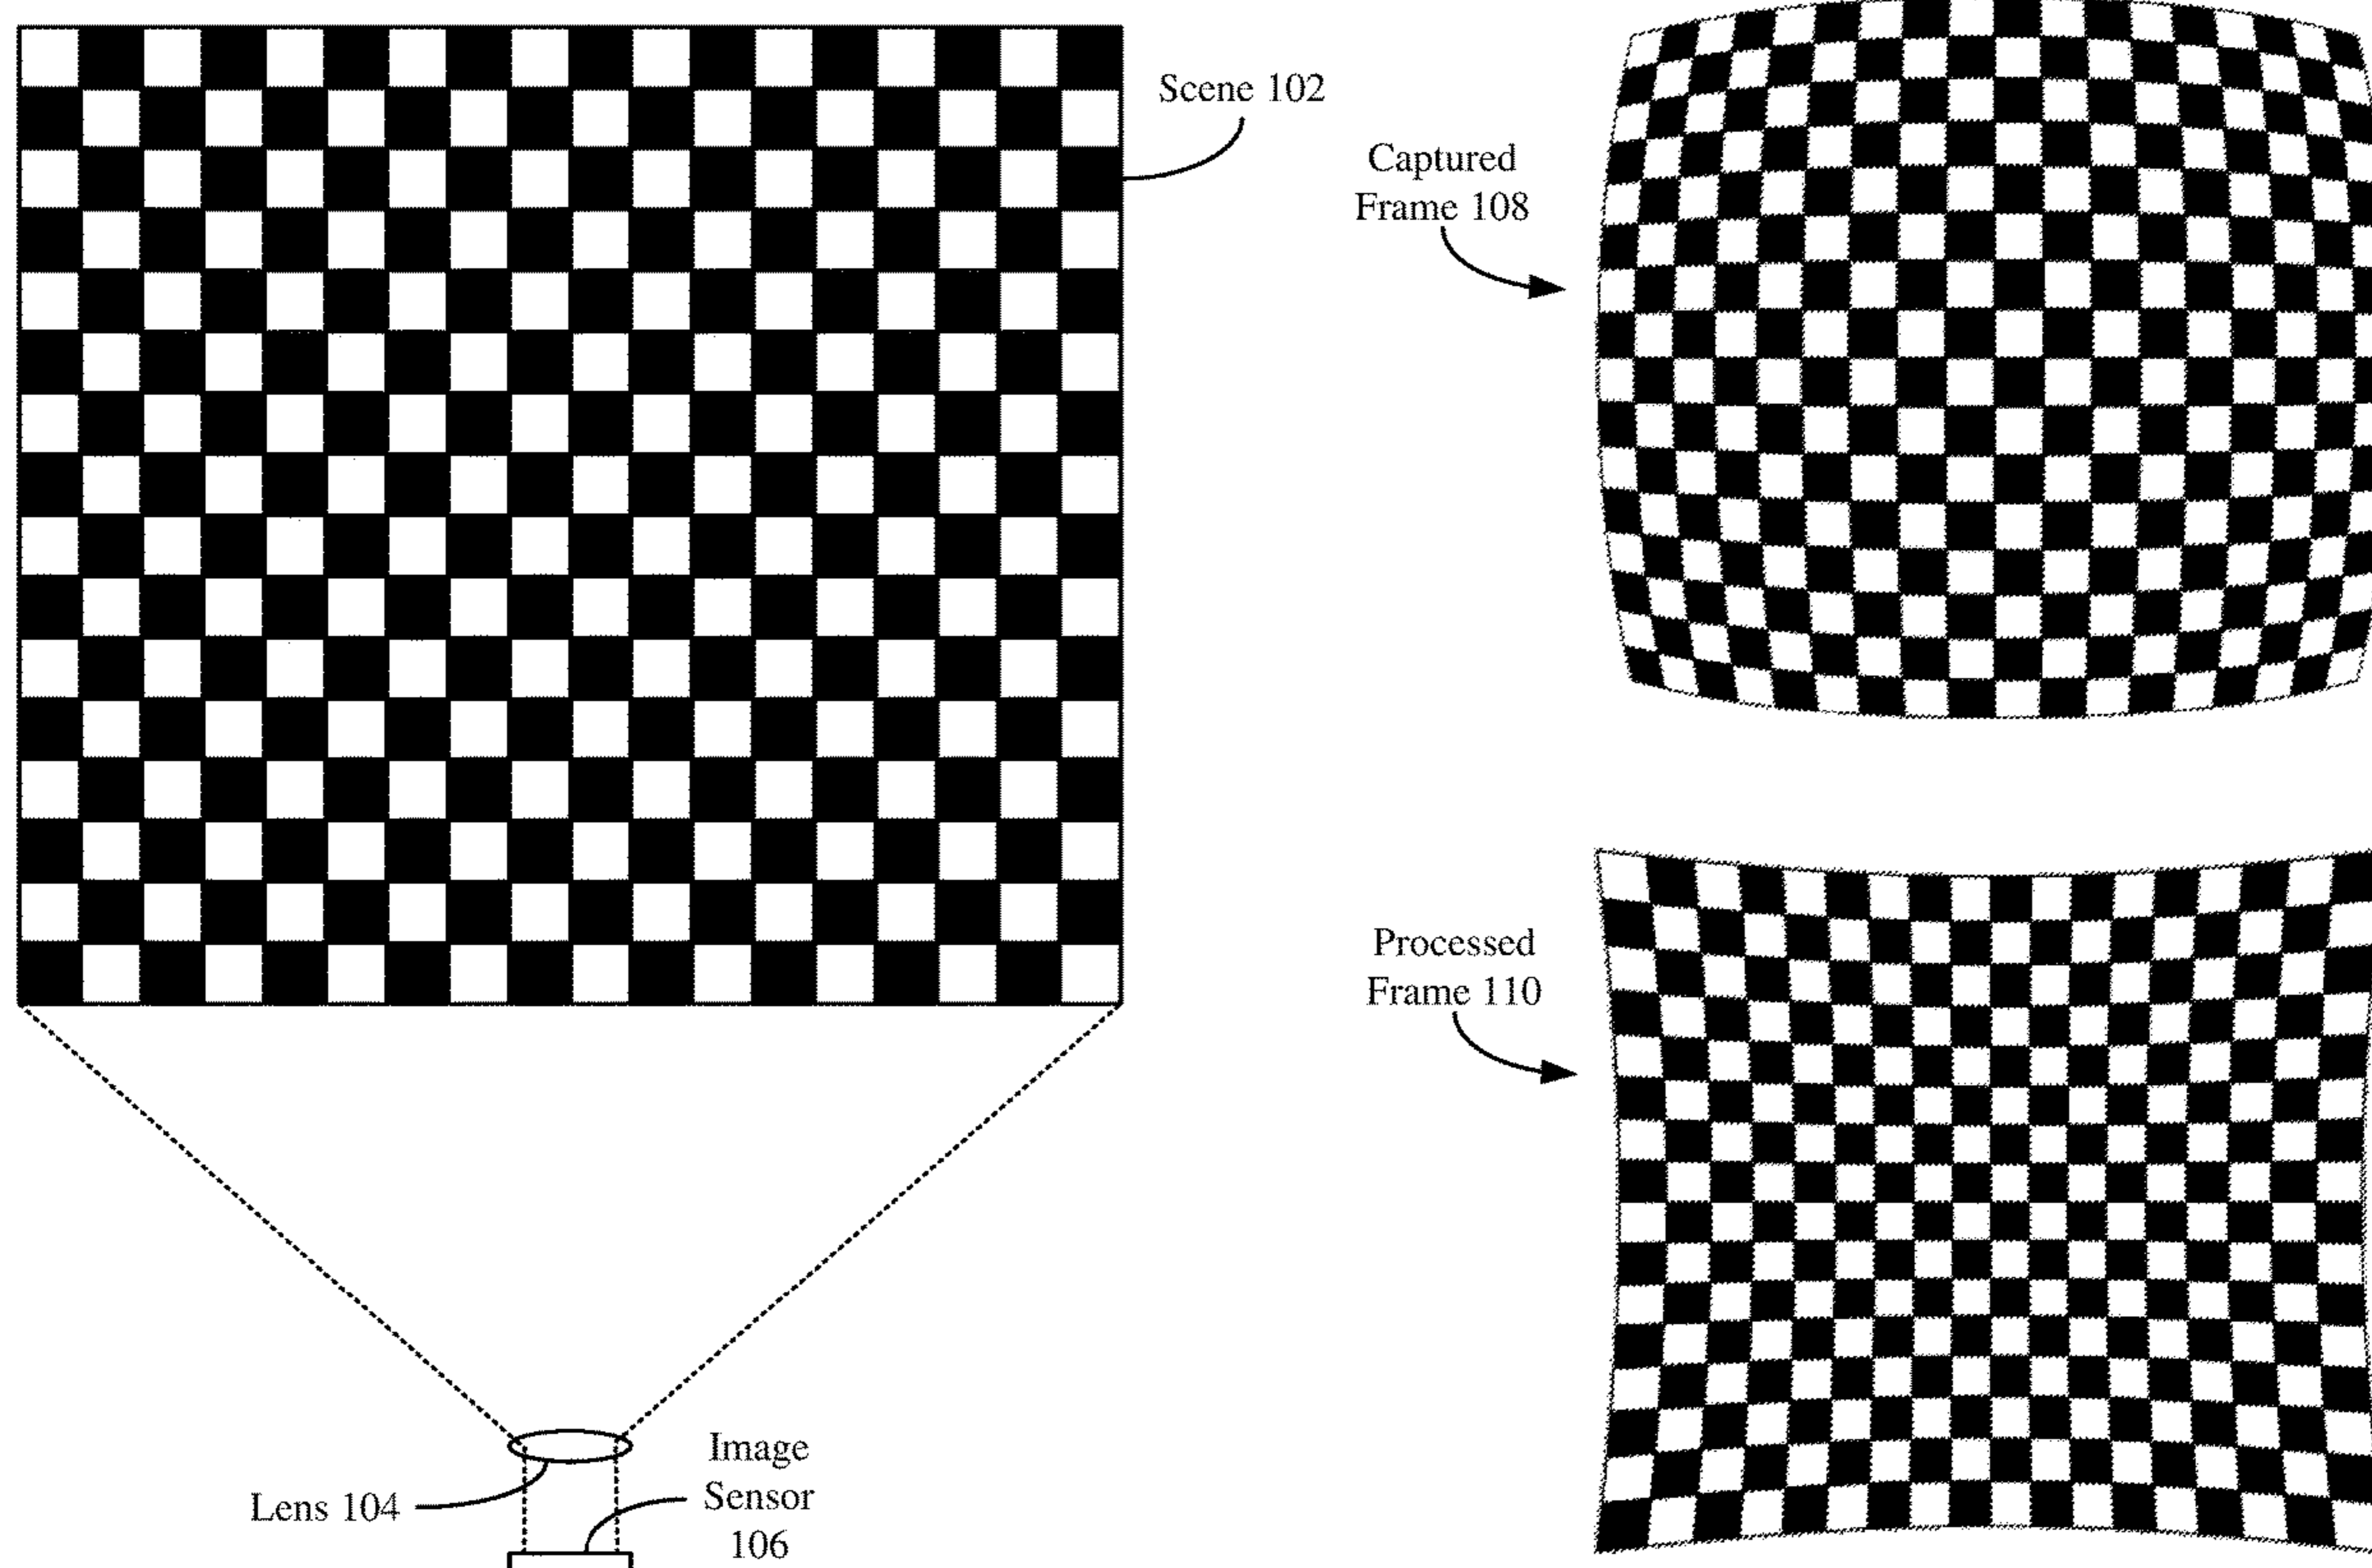 Scene 102
Captured
Frame 108
Processed
Frame 110
Lens 104
Image
Sensor
106